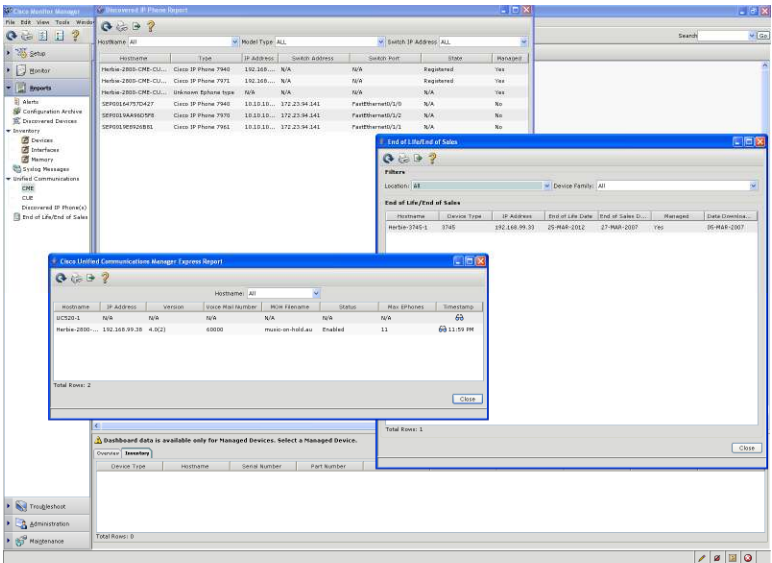 Cisco Monitor Manager
File Edit View Tools Window
Search
Go
Setup
Monitor
Reports
Alerts
Configuration Archive
Discovered Devices
Inventory
Devices
Interfaces
Memory
Syslog Messages
Unified Communications
CME
CUE
Discovered IP Phone(s)
End of Life/End of Sales
Troubleshoot
Administration
Maintenance
Discovered IP Phone Report
HostName All Model Type ALL Switch IP Address ALL
Hostname Type IP Address Switch Address Switch Port State Managed
Herbie-2800-CME-CU... Cisco IP Phone 7940 192.168.... N/A N/A Registered Yes
Herbie-2800-CME-CU... Cisco IP Phone 7971 192.168.... N/A N/A Registered Yes
Herbie-2800-CME-CU... Unknown Ephone type N/A N/A N/A N/A Yes
SEP00164757D427 Cisco IP Phone 7940 10.10.10... 172.23.94.141 FastEthernet0/1/0 N/A No
Cisco IP Phone 7970 10.10.10... 172.23.94.141 FastEthernet0/1/2 N/A No
SEP0019E8926B81 Cisco IP Phone 7961 10.10.10... 172.23.94.141 FastEthernet0/1/1 N/A No
End of Life/End of Sales
Filters
Location: All Device Family: All
End of Life/End of Sales
Hostname Device Type IP Address End of Life Date End of Sales D... Managed Data Downloa...
Herbie-3745-1 3745 192.168.99.33 25-MAR-2012 27-MAR-2007 Yes 05-MAR-2007
Total Rows: 1
Close
Cisco Unified Communications Manager Express Report
Hostname: All
Hostname IP Address Version Voice Mail Number MOH Filename Status Max EPhones Timestamp
UC520-1 N/A N/A N/A N/A N/A N/A
Herbie-2800-... 192.168.99.38 4.0(2) 60000 music-on-hold.au Enabled 11 11:59 PM
Total Rows: 2
Close
Dashboard data is available only for Managed Devices. Select a Managed Device.
Overview Inventory
Device Type Hostname Serial Number Part Number
Total Rows: 0